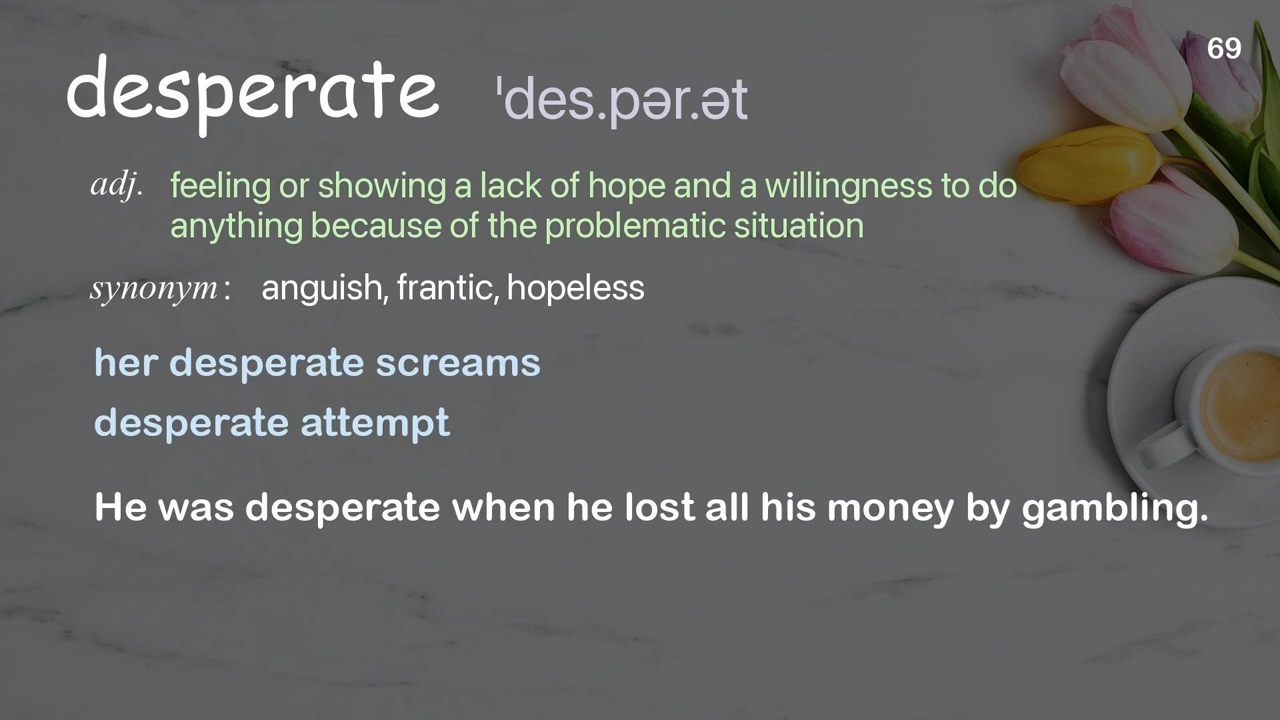 69
desperate ˈdes.pər.ət
adj. feeling or showing a lack of hope and a willingness to do
anything because of the problematic situation
synonym: anguish, frantic, hopeless
her desperate screams
desperate attempt
He was desperate when he lost all his money by gambling.